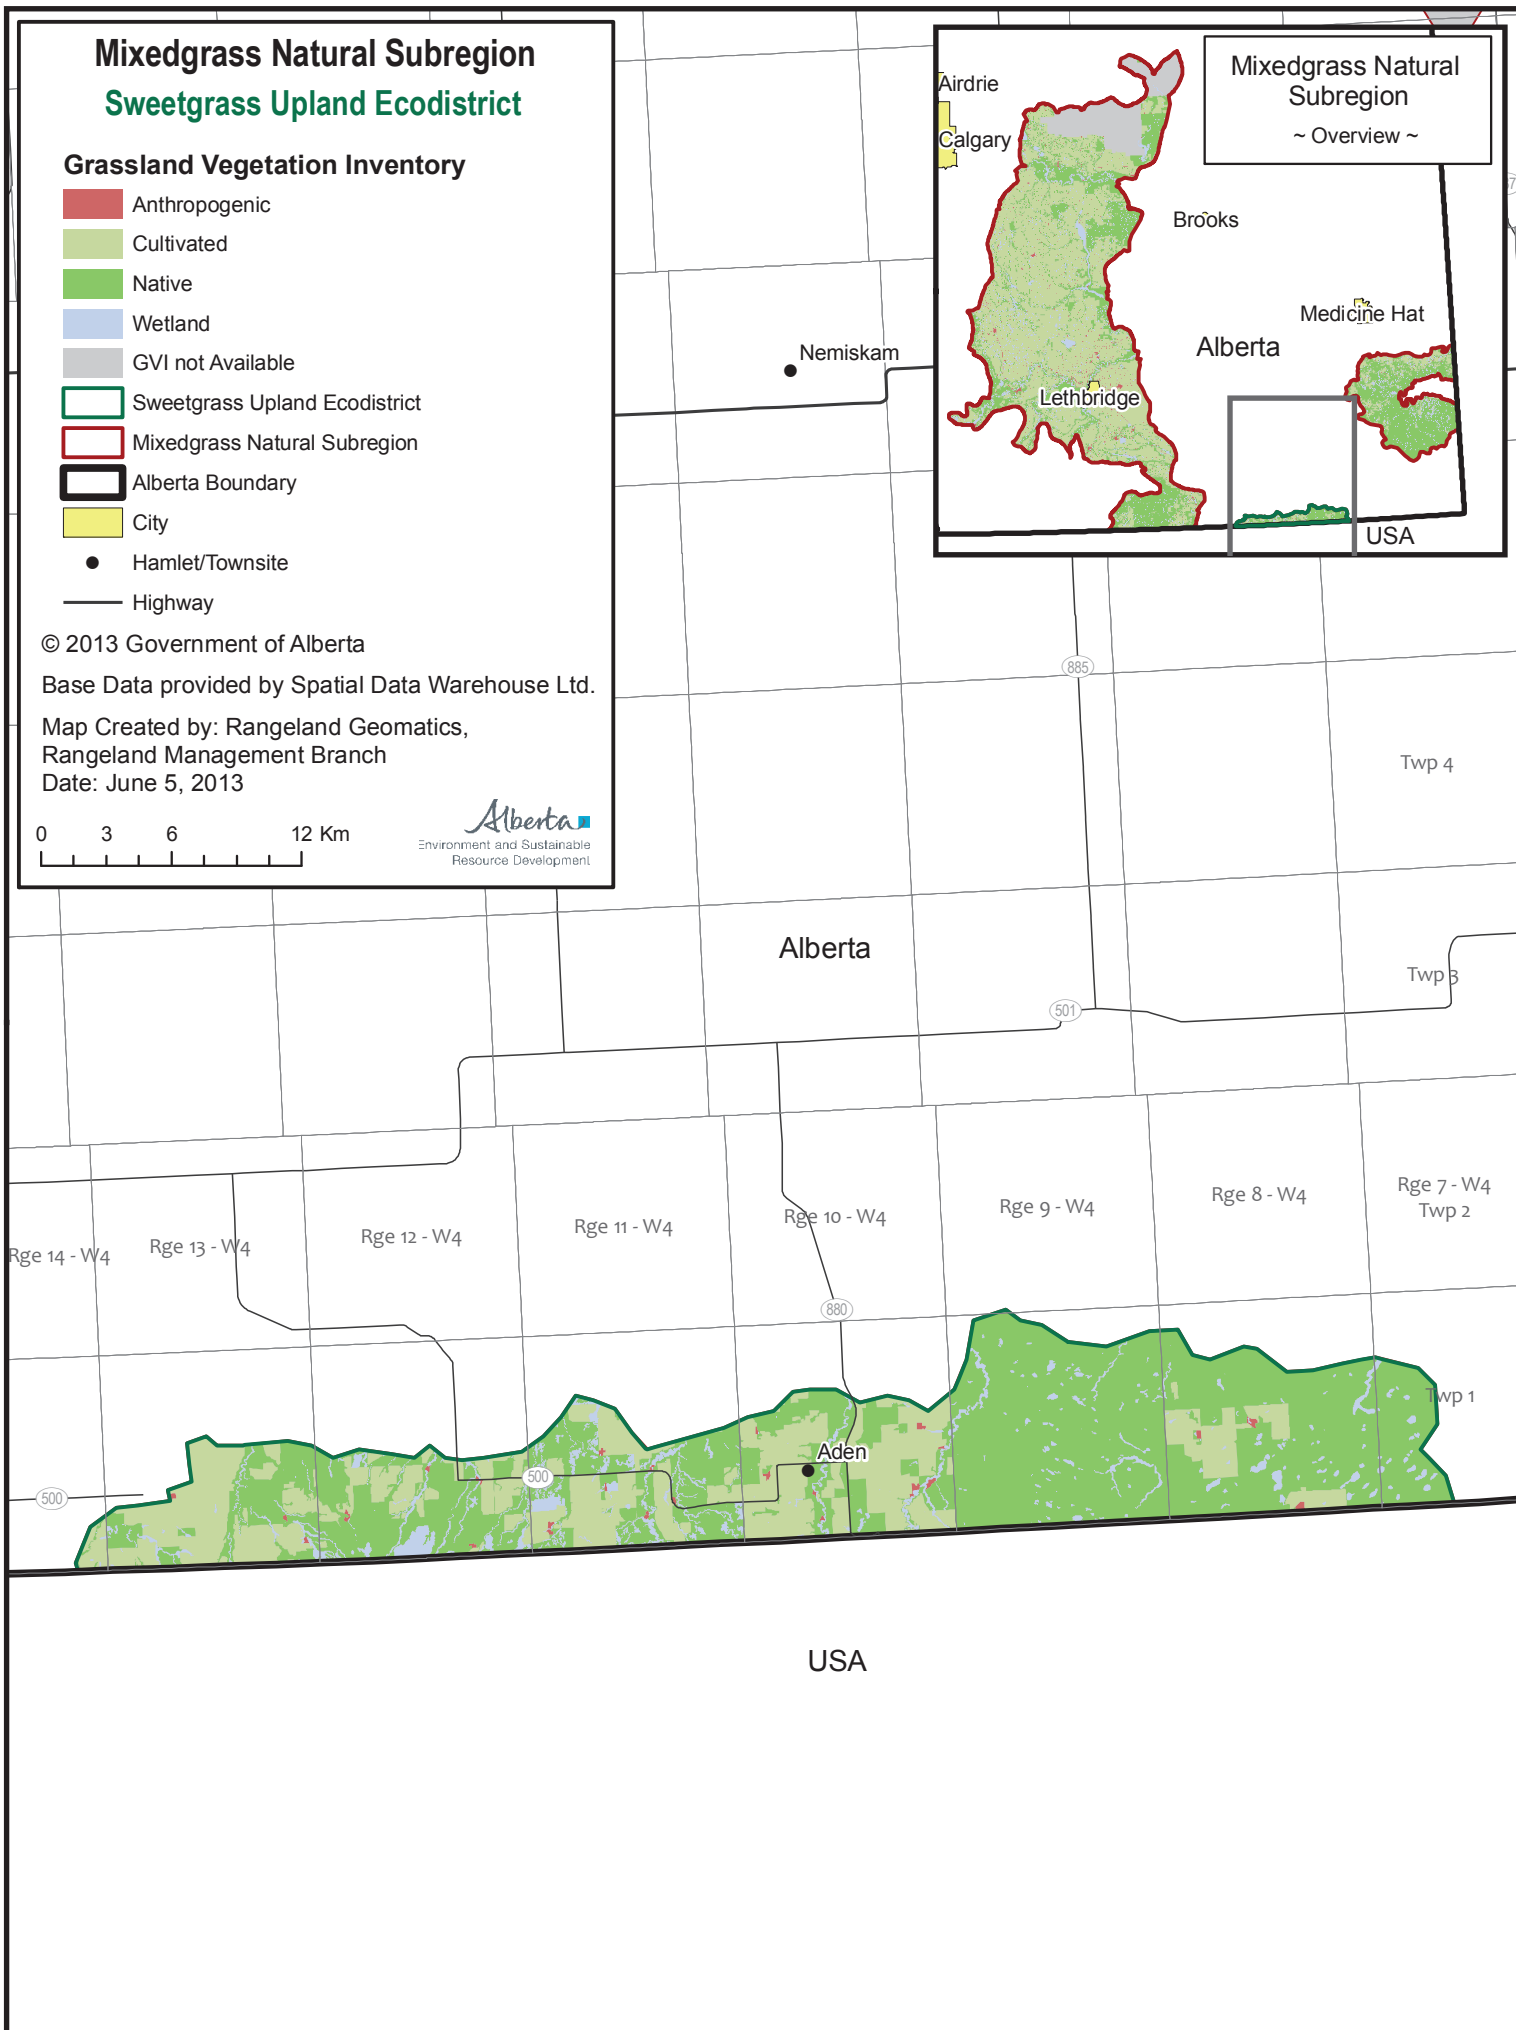 Mixedgrass Natural Subregion
Sweetgrass Upland Ecodistrict
Grassland Vegetation Inventory
Anthropogenic
Cultivated
Native
Wetland
GVI not Available
Sweetgrass Upland Ecodistrict
Mixedgrass Natural Subregion
Alberta Boundary
City
Hamlet/Townsite
Highway
© 2013 Government of Alberta
Base Data provided by Spatial Data Warehouse Ltd.
Map Created by: Rangeland Geomatics,
Rangeland Management Branch
Date: June 5, 2013
0 3 6 12 Km
Alberta
Environment and Sustainable
Resource Development
Mixedgrass Natural
Subregion
~ Overview ~
Airdrie
Calgary
Brooks
Medicine Hat
Alberta
Lethbridge
USA
Nemiskam
885
Twp 4
Alberta
Twp 3
501
Rge 14 - W4
Rge 13 - W4
Rge 12 - W4
Rge 11 - W4
Rge 10 - W4
Rge 9 - W4
Rge 8 - W4
Rge 7 - W4
Twp 2
880
Twp 1
Aden
500
500
USA